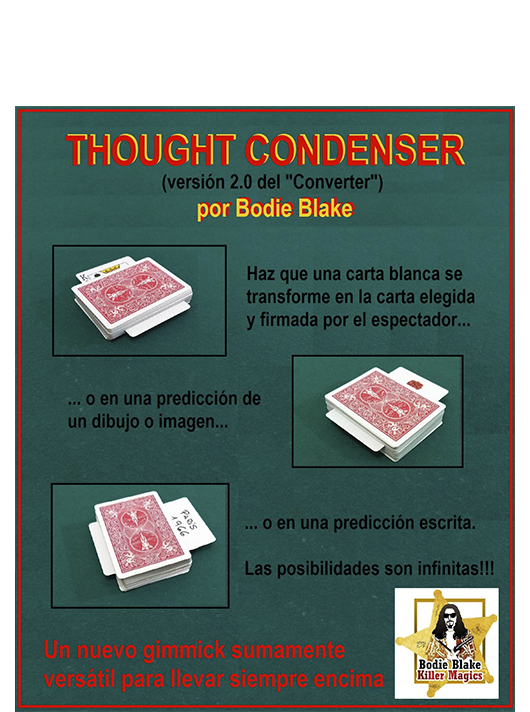 THOUGHT CONDENSER
(versión 2.0 del "Converter")
por Bodie Blake
Haz que una carta blanca se
transforme en la carta elegida
y firmada por el espectador...
... o en una predicción de
un dibujo o imagen...
PARIS
1966
... o en una predicción escrita.
Las posibilidades son infinitas!!!
Un nuevo gimmick sumamente
versàtil para llevar siempre encima
Bodie Blake
Killer Magics